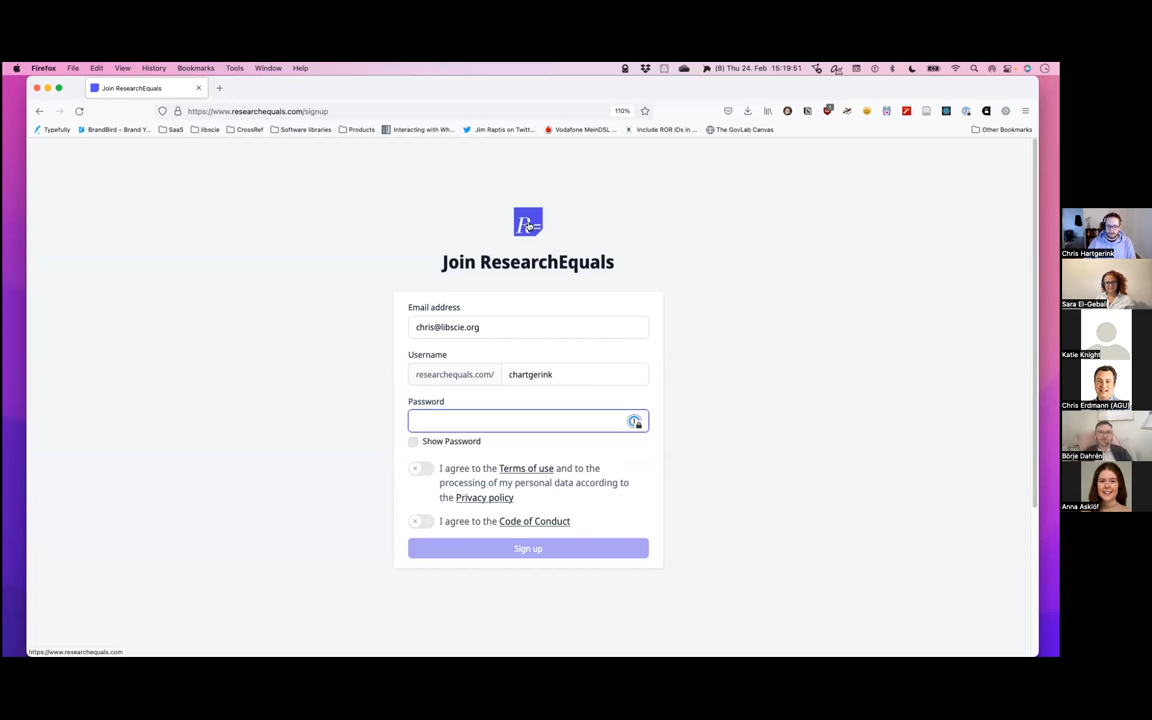 Firefox File Edit View History Bookmarks Tools Window Help
(8) Thu 24. Feb 15:19:51
Join ResearchEquals
https://www.researchequals.com/signup
110%
Typefully
BrandBird – Brand Y...
SaaS
libscie
CrossRef
Software libraries
Products
Interacting with Wh...
Jim Raptis on Twitt...
Vodafone MeinDSL ...
Include ROR IDs in ...
The GovLab Canvas
Other Bookmarks
R=
Join ResearchEquals
Email address
chris@libscie.org
Username
researchequals.com/ chartgerink
Password
Show Password
I agree to the Terms of use and to the
processing of my personal data according to
the Privacy policy
I agree to the Code of Conduct
Sign up
https://www.researchequals.com
Chris Hartgerink
Sara El-Gebali
Katie Knight
Chris Erdmann (AGU)
Börje Dahrén
Anna Asklöf